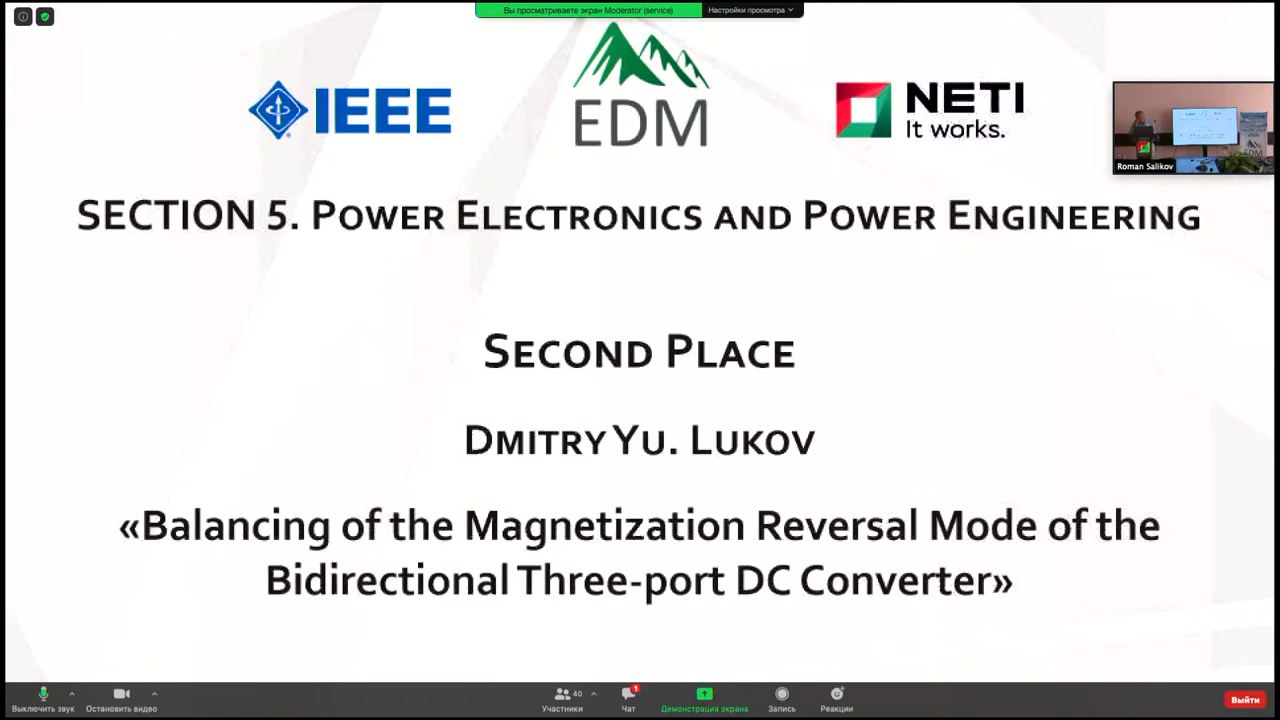 Вы просматриваете экран Moderator (service)
Настройки просмотра
IEEE
EDM
NETI
It works.
Roman Salikov
SECTION 5. POWER ELECTRONICS AND POWER ENGINEERING
SECOND PLACE
DMITRY YU. LUKOV
«Balancing of the Magnetization Reversal Mode of the
Bidirectional Three-port DC Converter»
Выключить звук
Остановить видео
40
Участники
1
Чат
Демонстрация экрана
Запись
Реакции
Выйти